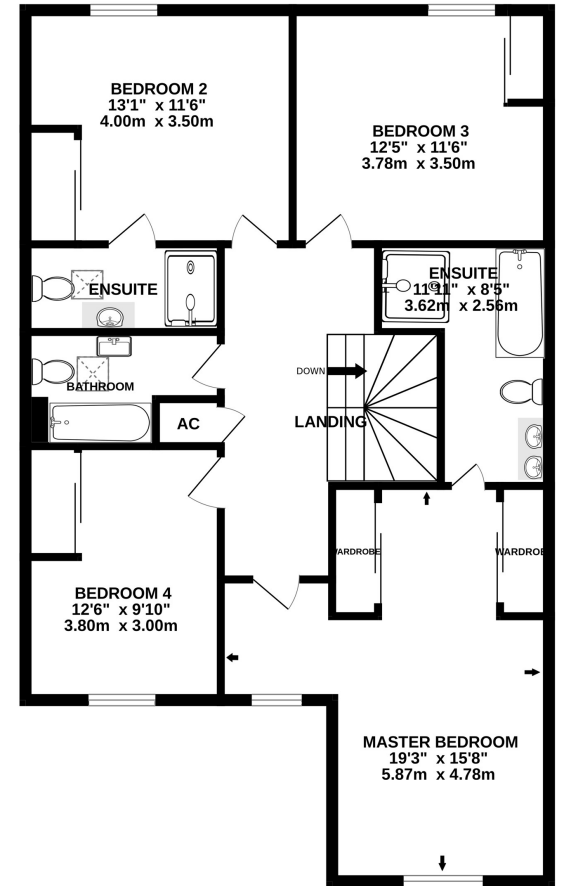 BEDROOM 2
13'1" x 11'6"
4.00m x 3.50m
BEDROOM 3
12'5" x 11'6"
3.78m x 3.50m
ENSUITE
ENSUITE
11'11" x 8'5"
3.62m x 2.56m
BATHROOM
DOWN
AC
LANDING
WARDROBE
WARDROBE
BEDROOM 4
12'6" x 9'10"
3.80m x 3.00m
MASTER BEDROOM
19'3" x 15'8"
5.87m x 4.78m